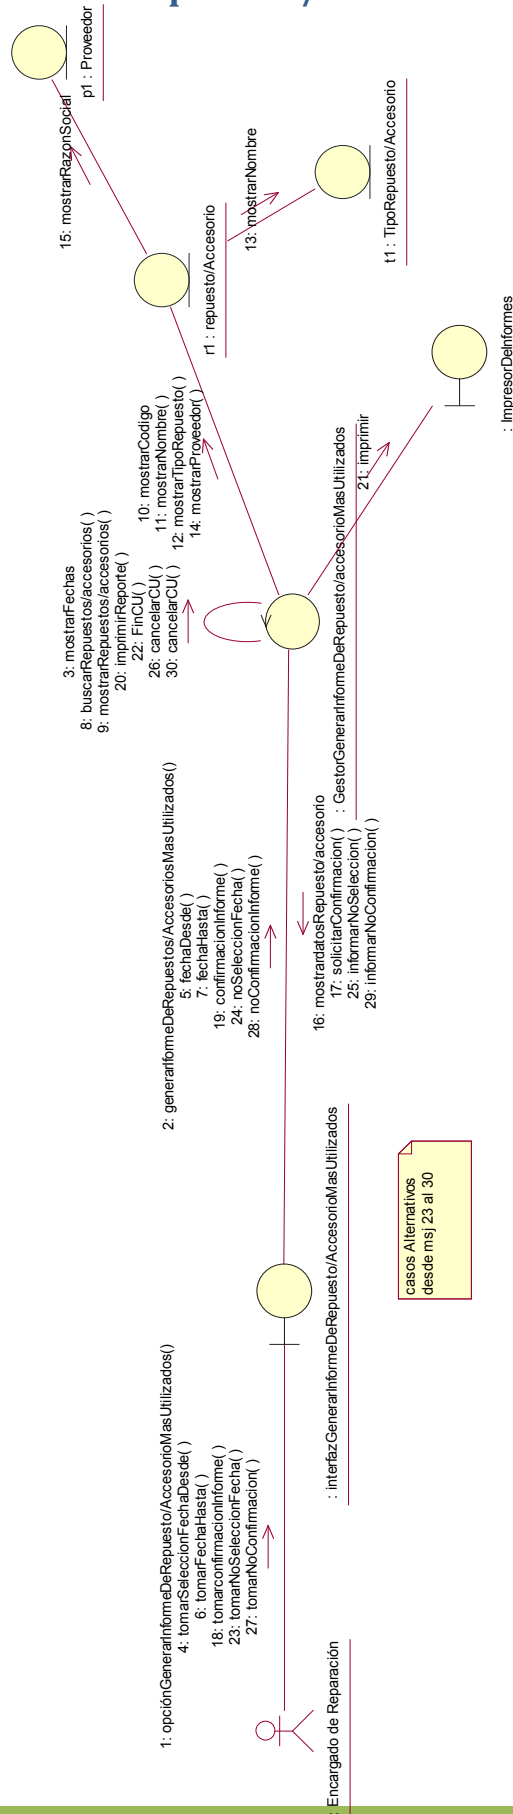 1: opciónGenerarInformeDeRepuesto/AccesorioMasUtilizados()
4: tomarSeleccionFechaDesde( )
6: tomarFechaHasta( )
18: tomarconfirmacionInforme( )
23: tomarNoSeleccionFecha( )
27: tomarNoConfirmacion( )
: Encargado de Reparación
: interfazGenerarInformeDeRepuesto/AccesorioMasUtilizados
casos Alternativos
desde msj 23 al 30
2: generarIformeDeRepuestos/AccesoriosMasUtilizados()
5: fechaDesde( )
7: fechaHasta( )
19: confirmacionInforme( )
24: noSeleccionFecha( )
28: noConfirmacionInforme( )
16: mostrardatosRepuesto/accesorio
17: solicitarConfirmacion( )
25: informarNoSeleccion( )
29: informarNoConfirmacion( )
: GestorGenerarInformeDeRepuesto/accesorioMasUtilizados
3: mostrarFechas
8: buscarRepuestos/accesorios( )
9: mostrarRepuestos/accesorios( )
20: imprimirReporte( )
22: FinCU( )
26: cancelarCU( )
30: cancelarCU( )
10: mostrarCodigo
11: mostrarNombre( )
12: mostrarTipoRepuesto( )
14: mostrarProveedor( )
21: imprimir
: ImpresorDeInformes
r1 : repuesto/Accesorio
13: mostrarNombre
t1 : TipoRepuesto/Accesorio
15: mostrarRazonSocial
p1 : Proveedor